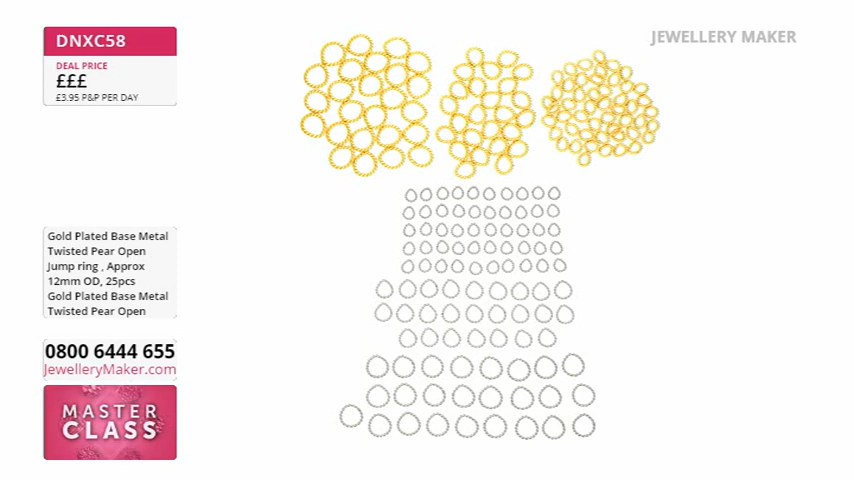 DNXC58
DEAL PRICE
£££
£3.95 P&P PER DAY
JEWELLERY MAKER
Gold Plated Base Metal
Twisted Pear Open
Jump ring , Approx
12mm OD, 25pcs
Gold Plated Base Metal
Twisted Pear Open
0800 6444 655
JewelleryMaker.com
MASTER
CLASS